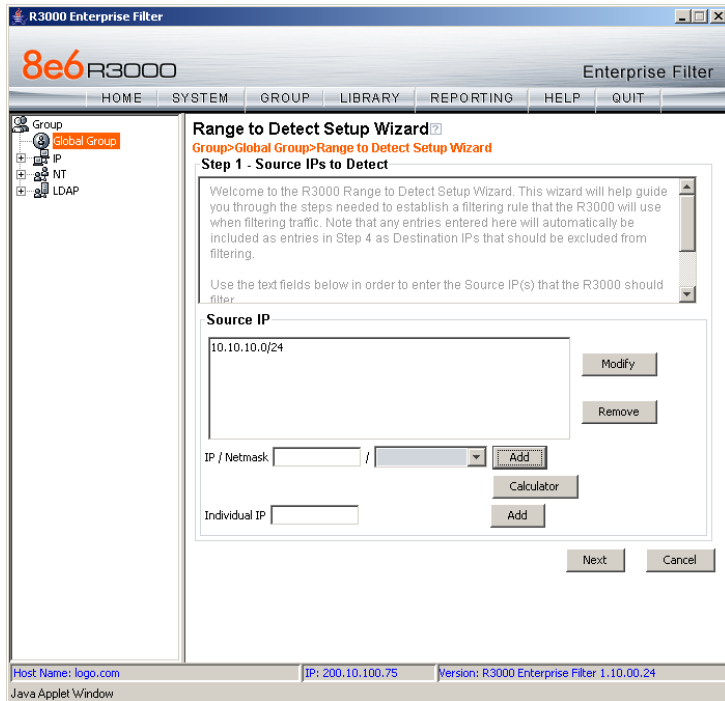 R3000 Enterprise Filter
8e6 R3000
Enterprise Filter
HOME SYSTEM GROUP LIBRARY REPORTING HELP QUIT
Group
Global Group
IP
NT
LDAP
Range to Detect Setup Wizard?
Group>Global Group>Range to Detect Setup Wizard
Step 1 - Source IPs to Detect
Welcome to the R3000 Range to Detect Setup Wizard. This wizard will help guide
you through the steps needed to establish a filtering rule that the R3000 will use
when filtering traffic. Note that any entries entered here will automatically be
included as entries in Step 4 as Destination IPs that should be excluded from
filtering.
Use the text fields below in order to enter the Source IP(s) that the R3000 should
filter
Source IP
10.10.10.0/24
Modify
Remove
IP / Netmask / Add
Calculator
Individual IP Add
Next Cancel
Host Name: logo.com IP: 200.10.100.75 Version: R3000 Enterprise Filter 1.10.00.24
Java Applet Window